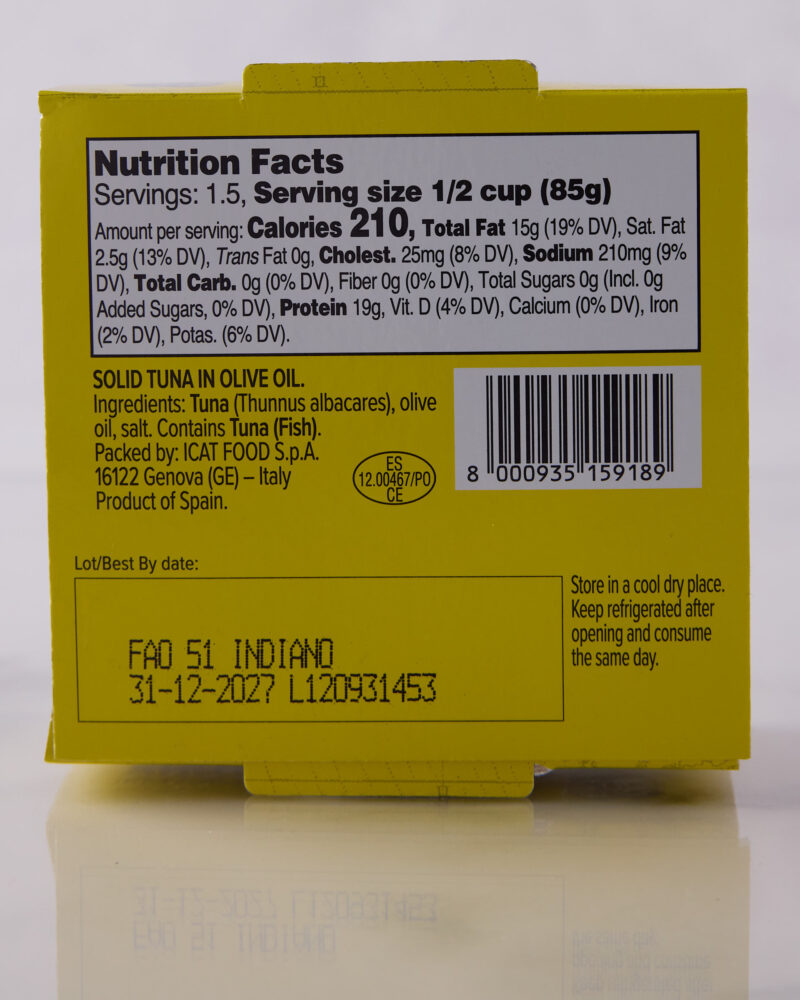 Nutrition Facts
Servings: 1.5, Serving size 1/2 cup (85g)
Amount per serving: Calories 210, Total Fat 15g (19% DV), Sat. Fat
2.5g (13% DV), Trans Fat 0g, Cholest. 25mg (8% DV), Sodium 210mg (9%
DV), Total Carb. 0g (0% DV), Fiber 0g (0% DV), Total Sugars 0g (Incl. 0g
Added Sugars, 0% DV), Protein 19g, Vit. D (4% DV), Calcium (0% DV), Iron
(2% DV), Potas. (6% DV).
SOLID TUNA IN OLIVE OIL.
Ingredients: Tuna (Thunnus albacares), olive
oil, salt. Contains Tuna (Fish).
Packed by: ICAT FOOD S.p.A.
16122 Genova (GE) – Italy
Product of Spain.
ES
12.00467/PO
CE
8 000935 159189
Lot/Best By date:
FAO 51 INDIANO
31-12-2027 L120931453
Store in a cool dry place.
Keep refrigerated after
opening and consume
the same day.